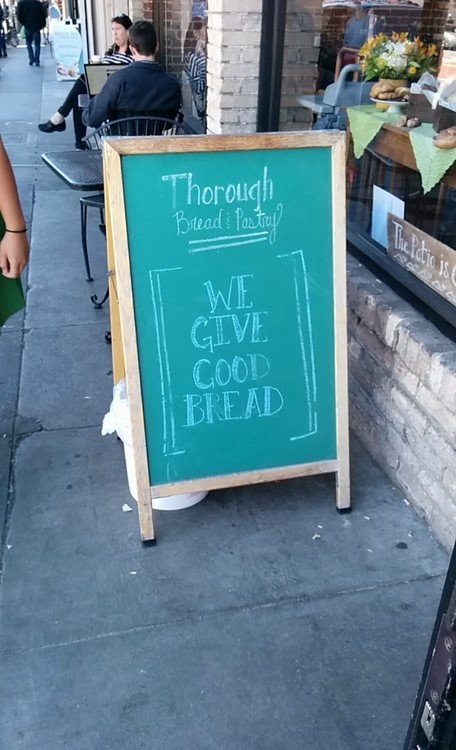 Thorough
Bread & Pastry
WE
GIVE
GOOD
BREAD
The Patio is